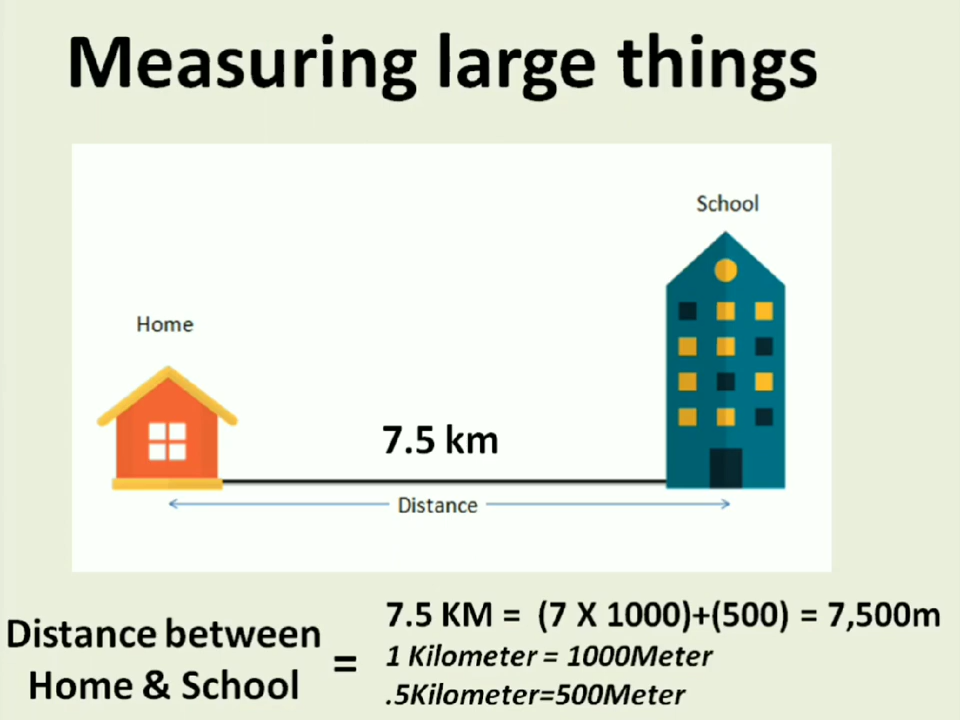 Measuring large things
School
Home
7.5 km
Distance
Distance between
Home & School
=
7.5 KM = (7 X 1000)+(500) = 7,500m
1 Kilometer = 1000Meter
.5Kilometer=500Meter